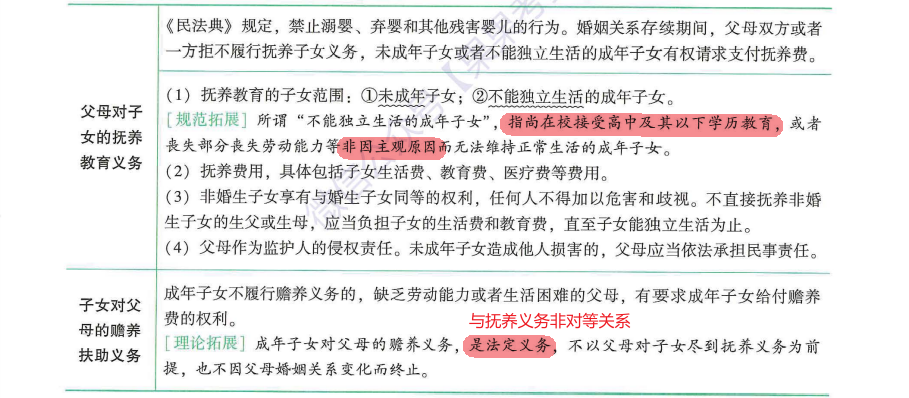 《民法典》规定，禁止溺婴、弃婴和其他残害婴儿的行为。婚姻关系存续期间，父母双方或者
一方拒不履行抚养子女义务，未成年子女或者不能独立生活的成年子女有权请求支付抚养费。
父母对子
女的抚养
教育义务
（1）抚养教育的子女范围：①未成年子女；②不能独立生活的成年子女。
［规范拓展］所谓“不能独立生活的成年子女”，指尚在校接受高中及其以下学历教育，或者
丧失部分丧失劳动能力等非因主观原因而无法维持正常生活的成年子女。
（2）抚养费用，具体包括子女生活费、教育费、医疗费等费用。
（3）非婚生子女享有与婚生子女同等的权利，任何人不得加以危害和歧视。不直接抚养非婚
生子女的生父或生母，应当负担子女的生活费和教育费，直至子女能独立生活为止。
（4）父母作为监护人的侵权责任。未成年子女造成他人损害的，父母应当依法承担民事责任。
子女对父
母的赡养
扶助义务
成年子女不履行赡养义务的，缺乏劳动能力或者生活困难的父母，有要求成年子女给付赡养
费的权利。
与抚养义务非对等关系
［理论拓展］成年子女对父母的赡养义务，是法定义务，不以父母对子女尽到抚养义务为前
提，也不因父母婚姻关系变化而终止。